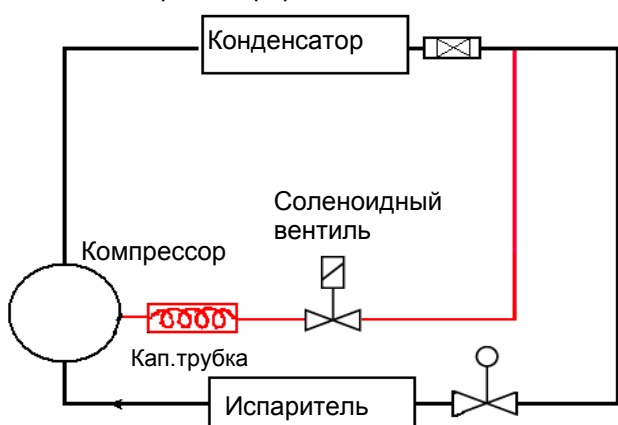 Конденсатор
Соленоидный
вентиль
Компрессор
Кап.трубка
Испаритель